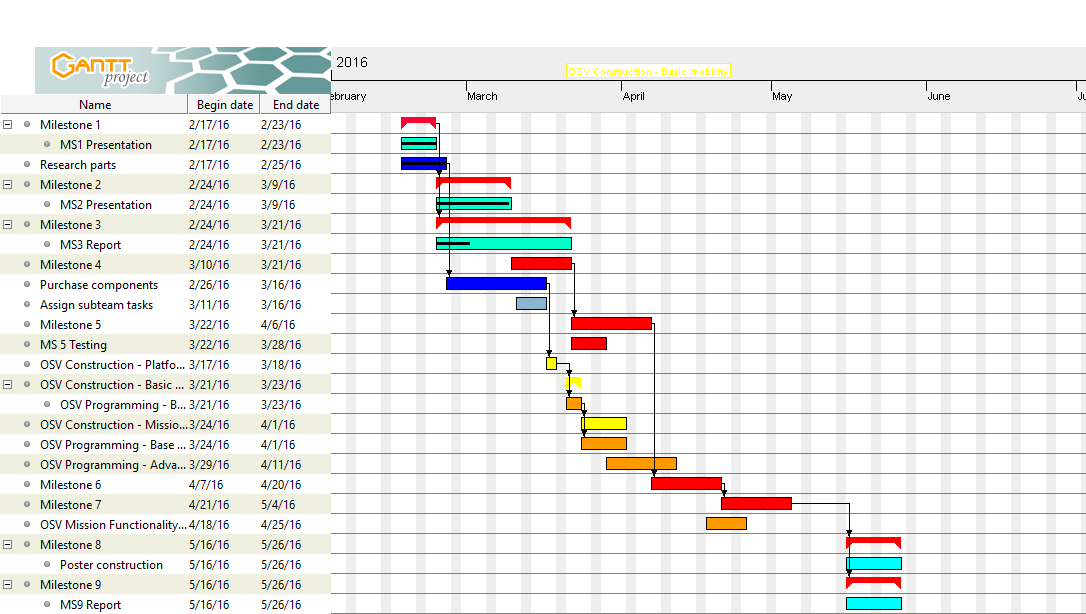 GANTT
project
2016
OSV Construction - Basic mobility
ebruary March April May June Ju
Name Begin date End date
Milestone 1 2/17/16 2/23/16
MS1 Presentation 2/17/16 2/23/16
Research parts 2/17/16 2/25/16
Milestone 2 2/24/16 3/9/16
MS2 Presentation 2/24/16 3/9/16
Milestone 3 2/24/16 3/21/16
MS3 Report 2/24/16 3/21/16
Milestone 4 3/10/16 3/21/16
Purchase components 2/26/16 3/16/16
Assign subteam tasks 3/11/16 3/16/16
Milestone 5 3/22/16 4/6/16
MS 5 Testing 3/22/16 3/28/16
OSV Construction - Platfo... 3/17/16 3/18/16
OSV Construction - Basic ... 3/21/16 3/23/16
OSV Programming - B... 3/21/16 3/23/16
OSV Construction - Missio... 3/24/16 4/1/16
OSV Programming - Base ... 3/24/16 4/1/16
OSV Programming - Adva... 3/29/16 4/11/16
Milestone 6 4/7/16 4/20/16
Milestone 7 4/21/16 5/4/16
OSV Mission Functionality... 4/18/16 4/25/16
Milestone 8 5/16/16 5/26/16
Poster construction 5/16/16 5/26/16
Milestone 9 5/16/16 5/26/16
MS9 Report 5/16/16 5/26/16